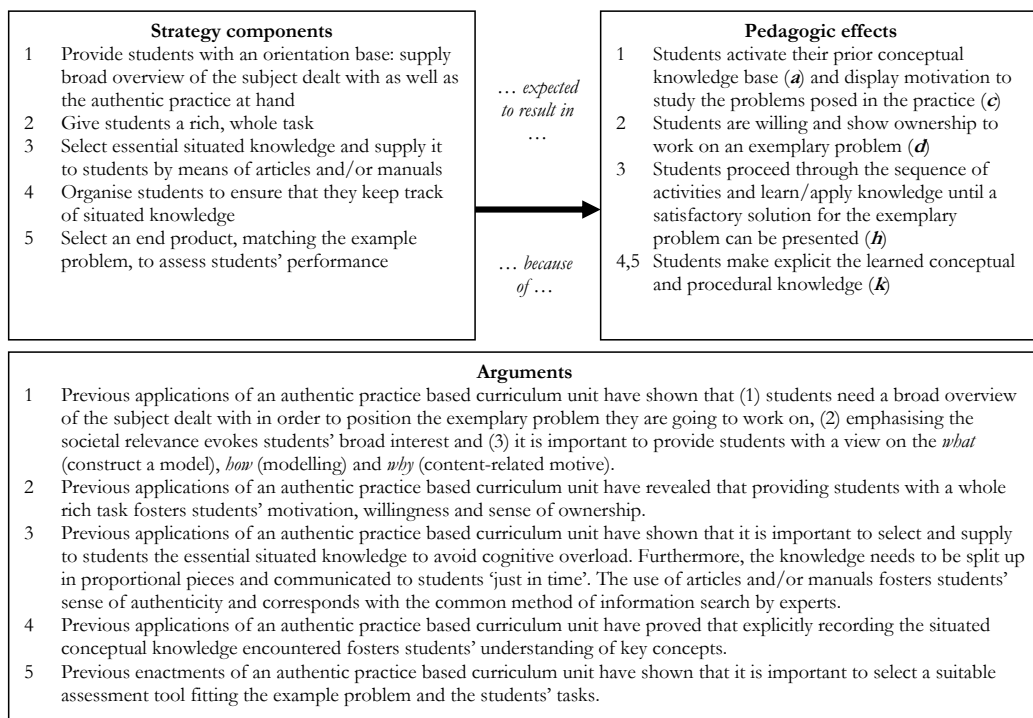 Strategy components
1 Provide students with an orientation base: supply
broad overview of the subject dealt with as well as
the authentic practice at hand
2 Give students a rich, whole task
3 Select essential situated knowledge and supply it
to students by means of articles and/or manuals
4 Organise students to ensure that they keep track
of situated knowledge
5 Select an end product, matching the example
problem, to assess students’ performance
… expected
to result in
…
… because
of …
Pedagogic effects
1 Students activate their prior conceptual
knowledge base (a) and display motivation to
study the problems posed in the practice (c)
2 Students are willing and show ownership to
work on an exemplary problem (d)
3 Students proceed through the sequence of
activities and learn/apply knowledge until a
satisfactory solution for the exemplary
problem can be presented (h)
4,5 Students make explicit the learned conceptual
and procedural knowledge (k)
Arguments
1 Previous applications of an authentic practice based curriculum unit have shown that (1) students need a broad overview
of the subject dealt with in order to position the exemplary problem they are going to work on, (2) emphasising the
societal relevance evokes students’ broad interest and (3) it is important to provide students with a view on the what
(construct a model), how (modelling) and why (content-related motive).
2 Previous applications of an authentic practice based curriculum unit have revealed that providing students with a whole
rich task fosters students’ motivation, willingness and sense of ownership.
3 Previous applications of an authentic practice based curriculum unit have shown that it is important to select and supply
to students the essential situated knowledge to avoid cognitive overload. Furthermore, the knowledge needs to be split up
in proportional pieces and communicated to students ‘just in time’. The use of articles and/or manuals fosters students’
sense of authenticity and corresponds with the common method of information search by experts.
4 Previous applications of an authentic practice based curriculum unit have proved that explicitly recording the situated
conceptual knowledge encountered fosters students’ understanding of key concepts.
5 Previous enactments of an authentic practice based curriculum unit have shown that it is important to select a suitable
assessment tool fitting the example problem and the students’ tasks.